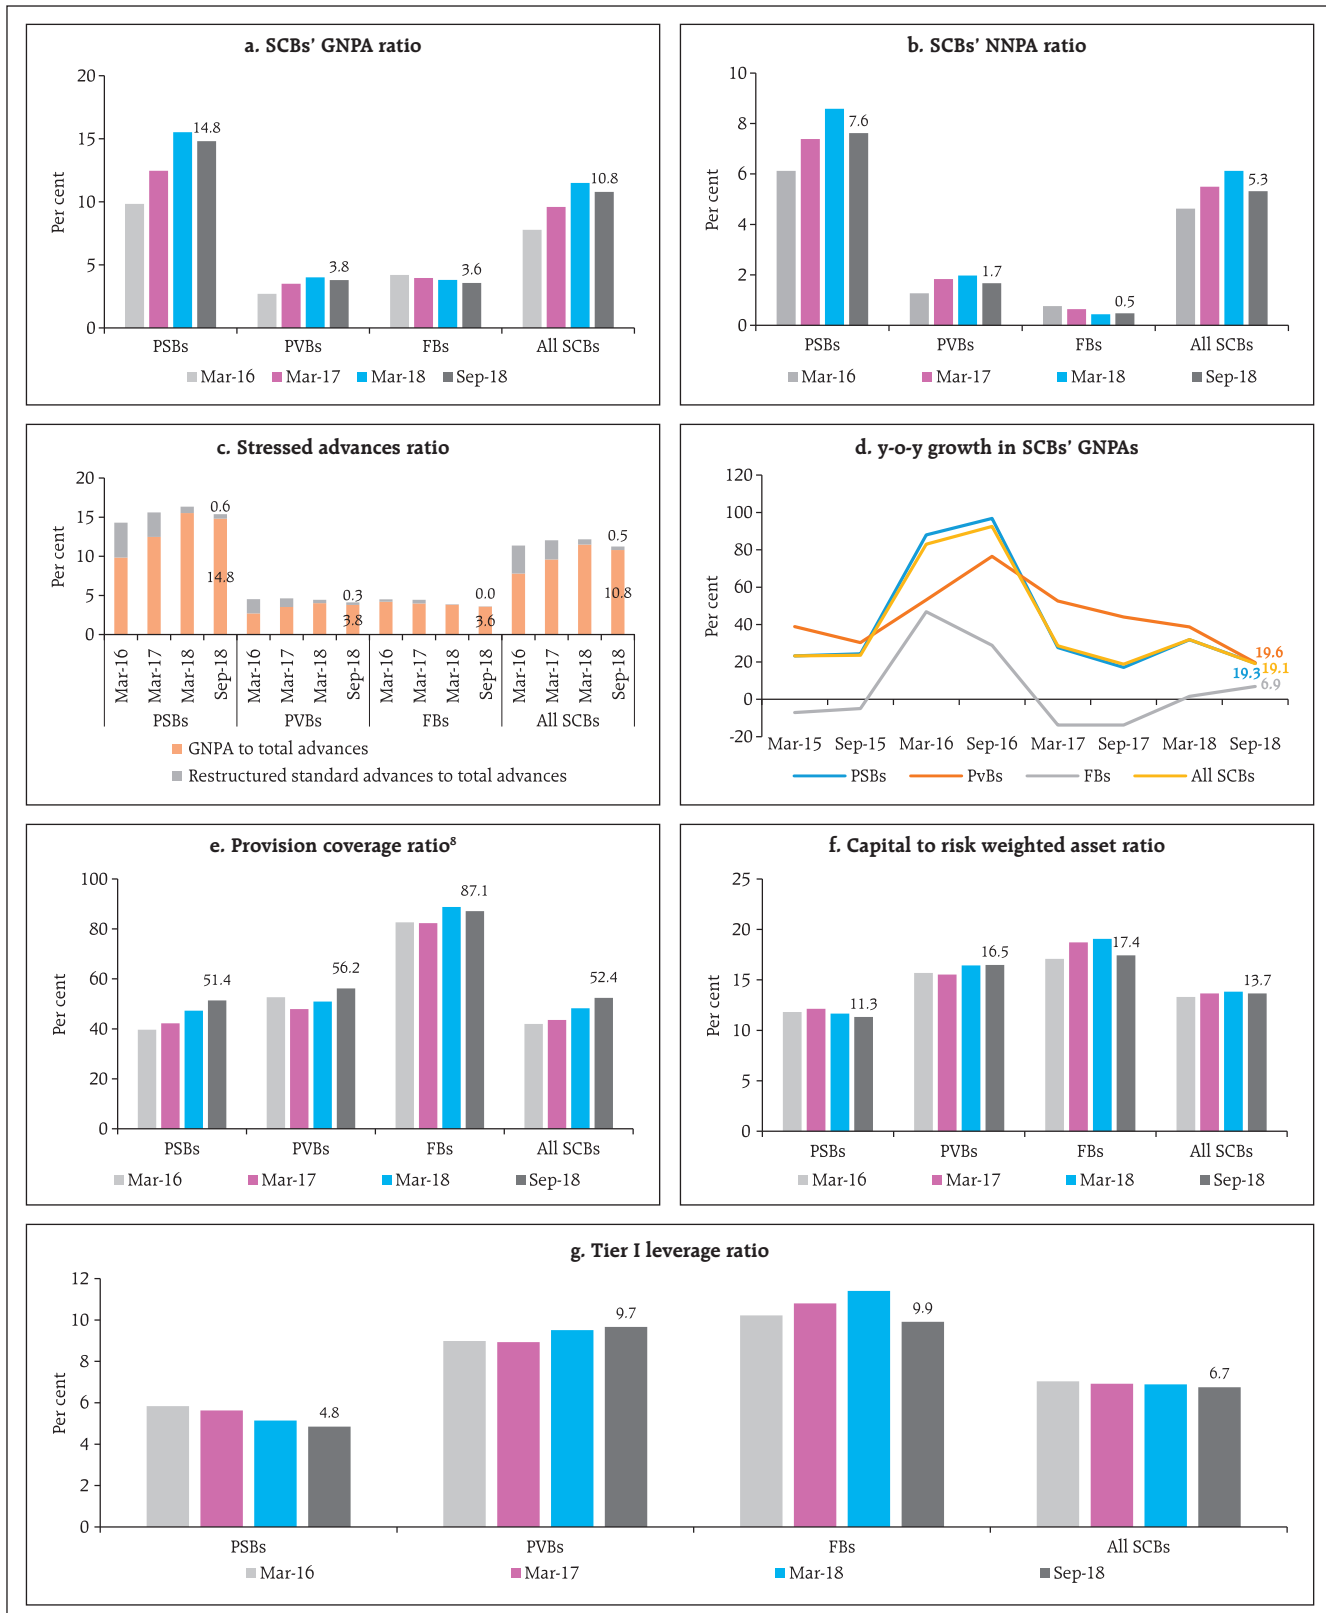 a. SCBs' GNPA ratio
Per cent
20
15
10
5
0
14.8
3.8
3.6
10.8
PSBs PVBs FBs All SCBs
Mar-16 Mar-17 Mar-18 Sep-18
b. SCBs' NNPA ratio
Per cent
10
8
6
4
2
0
7.6
1.7
0.5
5.3
PSBs PVBs FBs All SCBs
Mar-16 Mar-17 Mar-18 Sep-18
c. Stressed advances ratio
Per cent
20
15
10
5
0
0.6
14.8
0.3
3.8
0.0
3.6
0.5
10.8
Mar-16 Mar-17 Mar-18 Sep-18 Mar-16 Mar-17 Mar-18 Sep-18 Mar-16 Mar-17 Mar-18 Sep-18 Mar-16 Mar-17 Mar-18 Sep-18
PSBs PVBs FBs All SCBs
GNPA to total advances
Restructured standard advances to total advances
d. y-o-y growth in SCBs' GNPAs
Per cent
120
100
80
60
40
20
0
-20
19.6
19.3
19.1
6.9
Mar-15 Sep-15 Mar-16 Sep-16 Mar-17 Sep-17 Mar-18 Sep-18
PSBs PvBs FBs All SCBs
e. Provision coverage ratio⁸
Per cent
100
80
60
40
20
0
51.4
56.2
87.1
52.4
PSBs PVBs FBs All SCBs
Mar-16 Mar-17 Mar-18 Sep-18
f. Capital to risk weighted asset ratio
Per cent
25
20
15
10
5
0
11.3
16.5
17.4
13.7
PSBs PVBs FBs All SCBs
Mar-16 Mar-17 Mar-18 Sep-18
g. Tier I leverage ratio
Per cent
12
10
8
6
4
2
0
4.8
9.7
9.9
6.7
PSBs PVBs FBs All SCBs
Mar-16 Mar-17 Mar-18 Sep-18